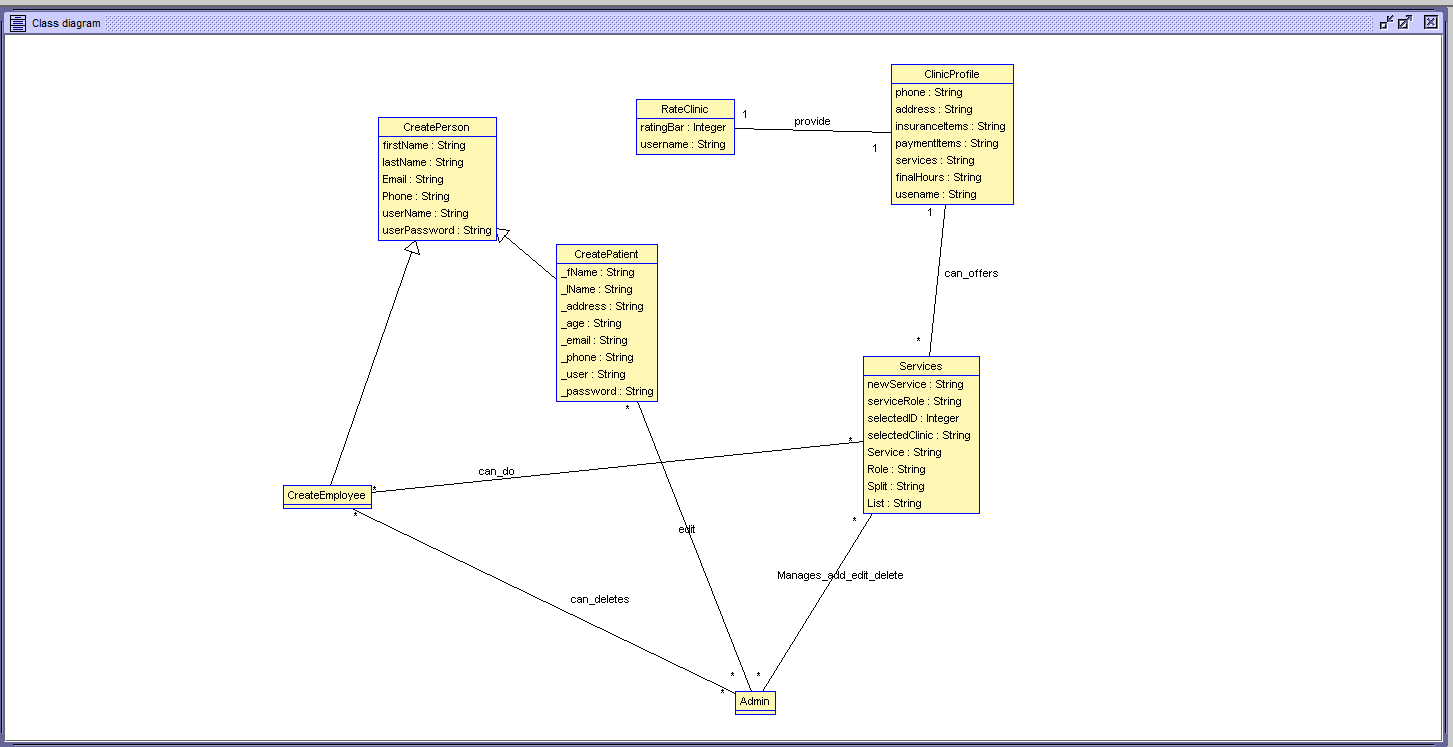 Class diagram
ClinicProfile
phone : String
address : String
insuranceItems : String
paymentItems : String
services : String
finalHours : String
usename : String
RateClinic
ratingBar : Integer
username : String
1
provide
1
CreatePerson
firstName : String
lastName : String
Email : String
Phone : String
userName : String
userPassword : String
CreatePatient
_fName : String
_lName : String
_address : String
_age : String
_email : String
_phone : String
_user : String
_password : String
1
can_offers
*
Services
newService : String
serviceRole : String
selectedID : Integer
selectedClinic : String
Service : String
Role : String
Split : String
List : String
*
*
can_do
*
CreateEmployee
*
*
edit
Manages_add_edit_delete
can_deletes
*
*
*
Admin